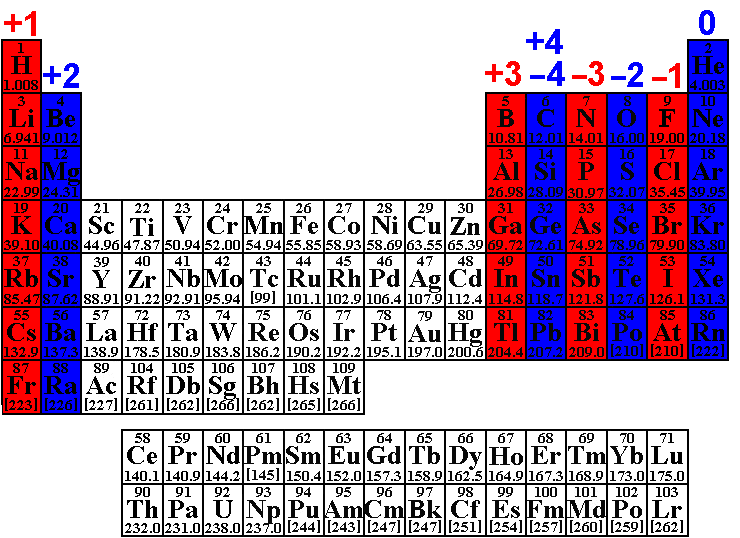 +1 0
+4
+2 +3 –4 –3 –2 –1
1 2
H He
1.008 4.003
3 4 5 6 7 8 9 10
Li Be B C N O F Ne
6.941 9.012 10.81 12.01 14.01 16.00 19.00 20.18
11 12 13 14 15 16 17 18
Na Mg Al Si P S Cl Ar
22.99 24.31 26.98 28.09 30.97 32.07 35.45 39.95
19 20 21 22 23 24 25 26 27 28 29 30 31 32 33 34 35 36
K Ca Sc Ti V Cr Mn Fe Co Ni Cu Zn Ga Ge As Se Br Kr
39.10 40.08 44.96 47.87 50.94 52.00 54.94 55.85 58.93 58.69 63.55 65.39 69.72 72.61 74.92 78.96 79.90 83.80
37 38 39 40 41 42 43 44 45 46 47 48 49 50 51 52 53 54
Rb Sr Y Zr Nb Mo Tc Ru Rh Pd Ag Cd In Sn Sb Te I Xe
85.47 87.62 88.91 91.22 92.91 95.94 [99] 101.1 102.9 106.4 107.9 112.4 114.8 118.7 121.8 127.6 126.1 131.3
55 56 57 72 73 74 75 76 77 78 79 80 81 82 83 84 85 86
Cs Ba La Hf Ta W Re Os Ir Pt Au Hg Tl Pb Bi Po At Rn
132.9 137.3 138.9 178.5 180.9 183.8 186.2 190.2 192.2 195.1 197.0 200.6 204.4 207.2 209.0 [210] [210] [222]
87 88 89 104 105 106 107 108 109
Fr Ra Ac Rf Db Sg Bh Hs Mt
[223] [226] [227] [261] [262] [266] [262] [265] [266]
58 59 60 61 62 63 64 65 66 67 68 69 70 71
Ce Pr Nd Pm Sm Eu Gd Tb Dy Ho Er Tm Yb Lu
140.1 140.9 144.2 [145] 150.4 152.0 157.3 158.9 162.5 164.9 167.3 168.9 173.0 175.0
90 91 92 93 94 95 96 97 98 99 100 101 102 103
Th Pa U Np Pu Am Cm Bk Cf Es Fm Md Po Lr
232.0 231.0 238.0 237.0 [244] [243] [247] [247] [251] [254] [257] [260] [259] [262]